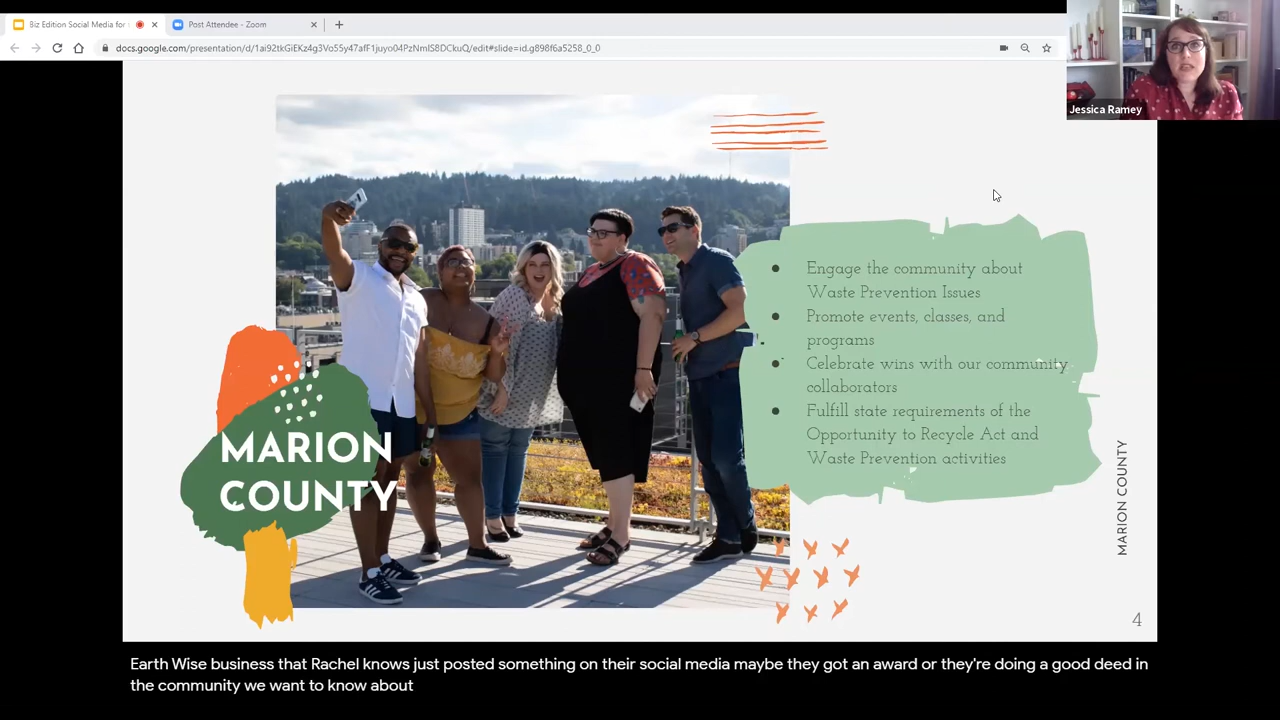 Biz Edition Social Media for
Post Attendee - Zoom
docs.google.com/presentation/d/1ai92tkGiEKz4g3Vo55y47afF1juyo04PzNmIS8DCkuQ/edit#slide=id.g898f6a5258_0_0
Jessica Ramey
Engage the community about
Waste Prevention Issues
Promote events, classes, and
programs
Celebrate wins with our community
collaborators
Fulfill state requirements of the
Opportunity to Recycle Act and
Waste Prevention activities
MARION
COUNTY
MARION COUNTY
4
Earth Wise business that Rachel knows just posted something on their social media maybe they got an award or they're doing a good deed in
the community we want to know about